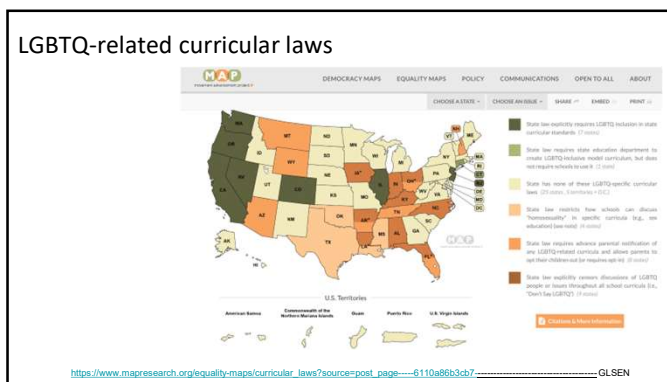 LGBTQ-related curricular laws
MAP
DEMOCRACY MAPS EQUALITY MAPS POLICY COMMUNICATIONS OPEN TO ALL ABOUT
CHOOSE A STATE CHOOSE AN ISSUE SHARE EMBED PRINT
State law explicitly requires LGBTQ inclusion in state
curricular standards (7 states)
State law requires state education department to
create LGBTQ-inclusive model curriculum, but does
not require schools to use it
State has none of these LGBTQ-specific curricular
laws
State law restricts how schools can discuss
"homosexuality" in specific curricula (e.g., sex
education) (see note) (4 states)
State law requires advance parental notification of
any LGBTQ-related curricula and allows parents to
opt their children out (or requires opt-in)
State law explicitly censors discussions of LGBTQ
people or issues throughout all school curricula (i.e.,
"Don't Say LGBTQ")
WA MT ND MN ME
OR ID SD WI MI NY
WY IA* PA
NV UT NE IL IN OH*
CA CO KS MO KY VA
AZ NM OK AR* TN NC
TX LA MS AL GA SC
AK HI FL*
VT NH MA RI CT NJ DE MD DC
MAP
U.S. Territories
American Samoa Commonwealth of the Northern Mariana Islands Guam Puerto Rico U.S. Virgin Islands
Citations & More Information
https://www.mapresearch.org/equality-maps/curricular_laws?source=post_page-----6110a86b3cb7- GLSEN